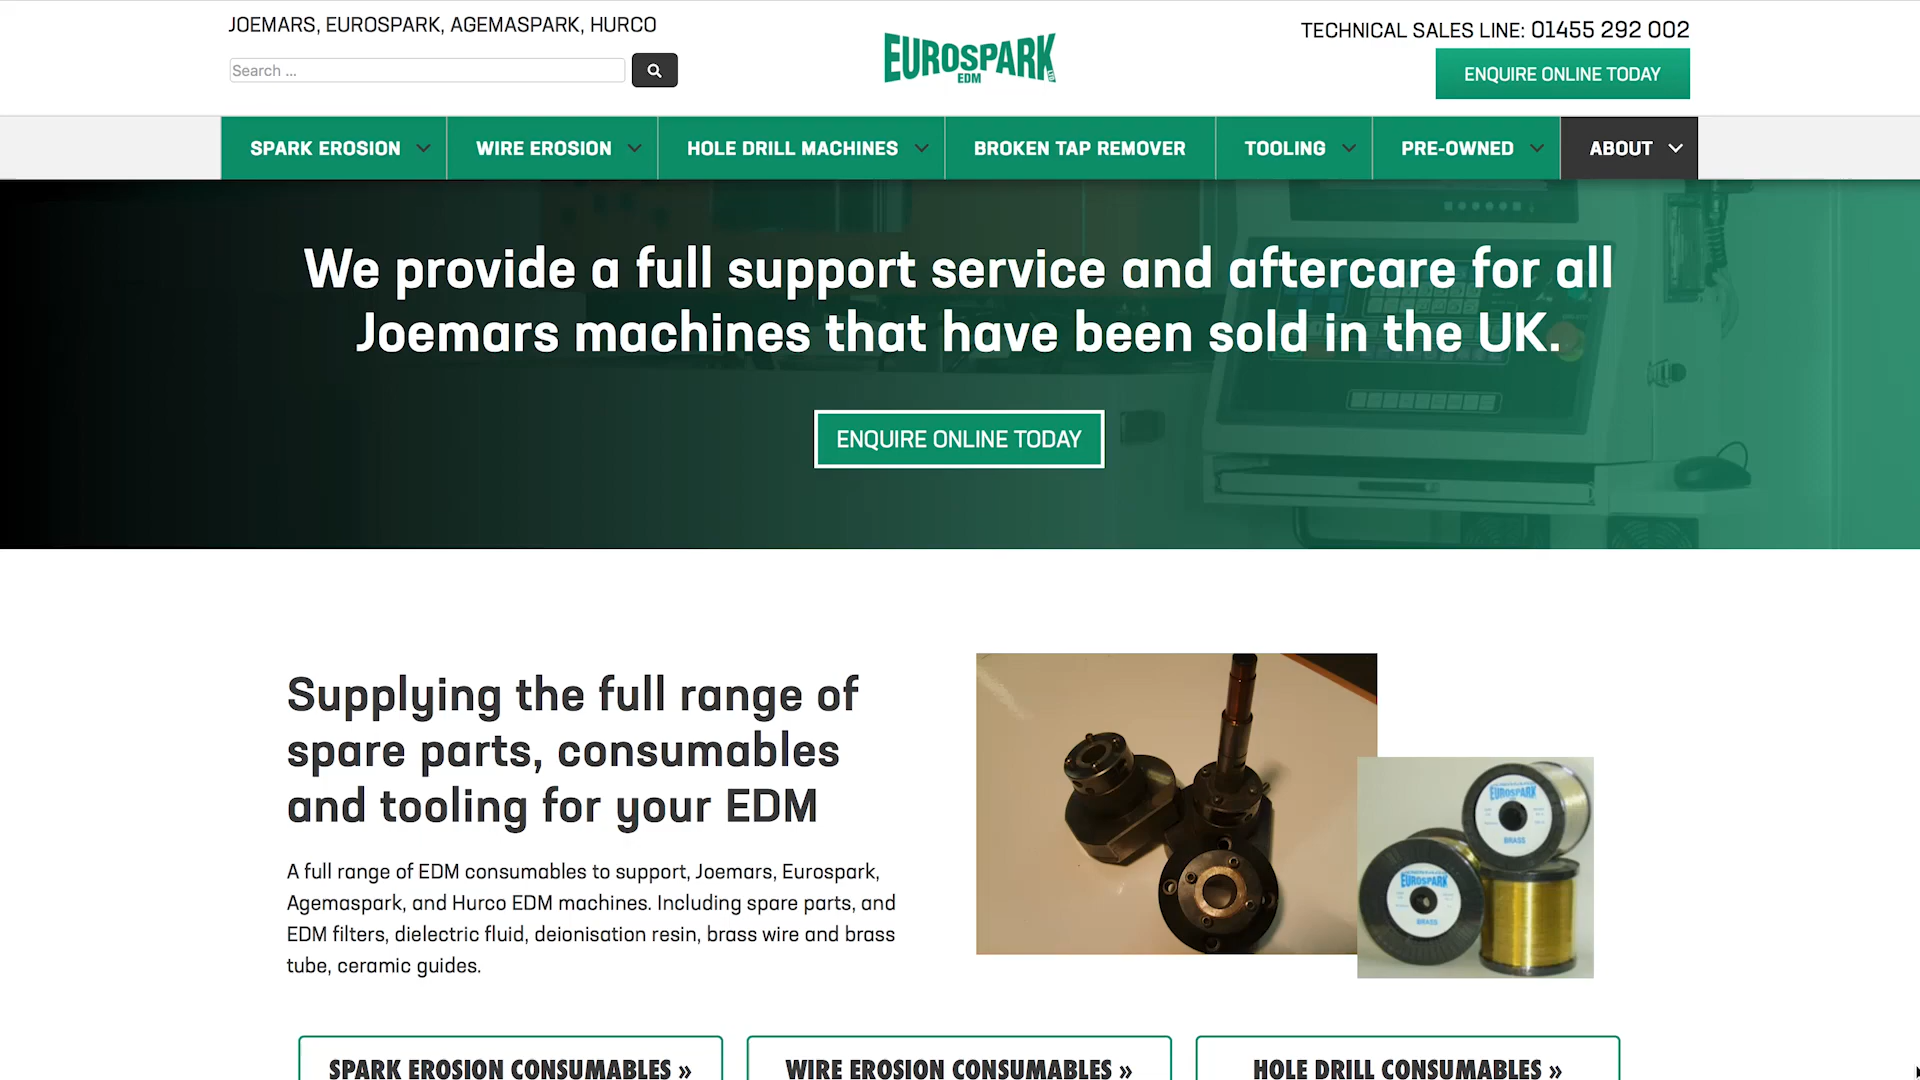 JOEMARS, EUROSPARK, AGEMASPARK, HURCO
Search ...
EUROSPARK
EDM
TECHNICAL SALES LINE: 01455 292 002
ENQUIRE ONLINE TODAY
SPARK EROSION
WIRE EROSION
HOLE DRILL MACHINES
BROKEN TAP REMOVER
TOOLING
PRE-OWNED
ABOUT
We provide a full support service and aftercare for all
Joemars machines that have been sold in the UK.
ENQUIRE ONLINE TODAY
Supplying the full range of
spare parts, consumables
and tooling for your EDM
A full range of EDM consumables to support, Joemars, Eurospark,
Agemaspark, and Hurco EDM machines. Including spare parts, and
EDM filters, dielectric fluid, deionisation resin, brass wire and brass
tube, ceramic guides.
EUROSPARK
BRASS
EUROSPARK
BRASS
SPARK EROSION CONSUMABLES »
WIRE EROSION CONSUMABLES »
HOLE DRILL CONSUMABLES »